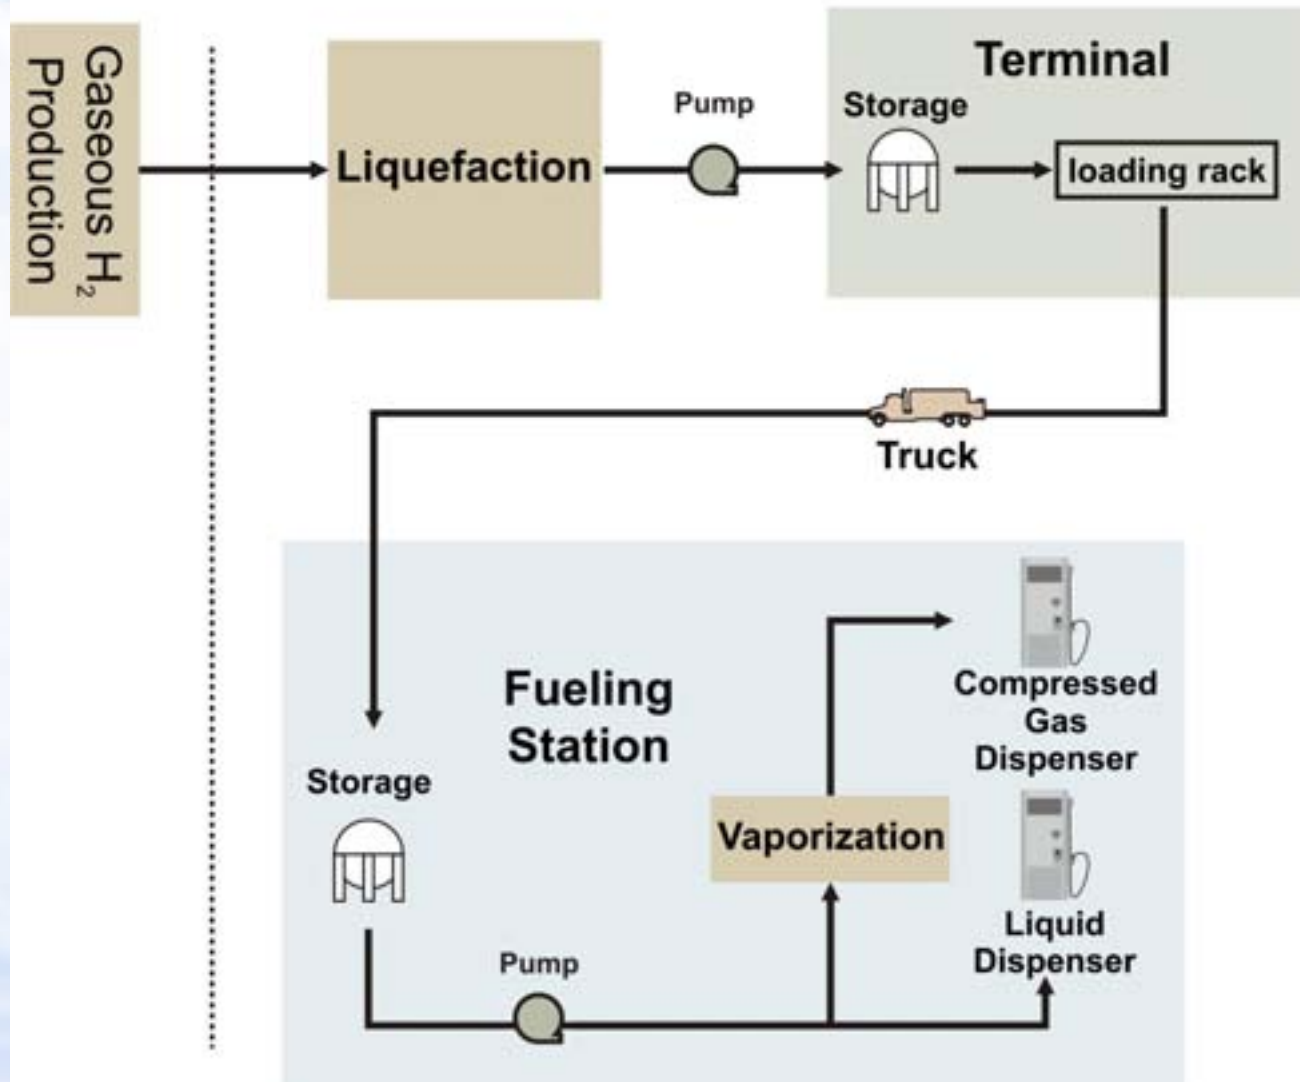 Gaseous H₂
Production
Liquefaction
Pump
Terminal
Storage
loading rack
Truck
Fueling
Station
Storage
Pump
Vaporization
Compressed
Gas
Dispenser
Liquid
Dispenser